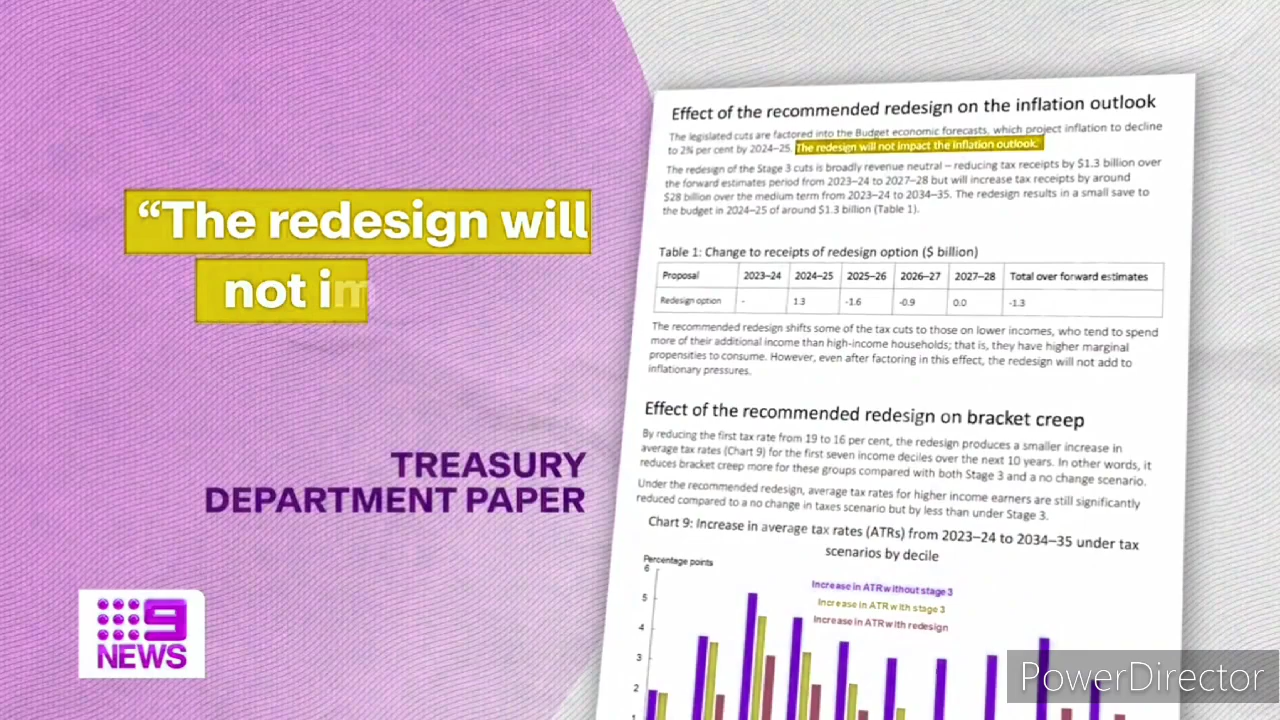 “The redesign will
not im
TREASURY
DEPARTMENT PAPER
9
NEWS
Effect of the recommended redesign on the inflation outlook
The legislated cuts are factored into the Budget economic forecasts, which project inflation to decline
to 2¾ per cent by 2024–25. The redesign will not impact the inflation outlook.
The redesign of the Stage 3 cuts is broadly revenue neutral – reducing tax receipts by $1.3 billion over
the forward estimates period from 2023–24 to 2027–28 but will increase tax receipts by around
$28 billion over the medium term from 2023–24 to 2034–35. The redesign results in a small save to
the budget in 2024–25 of around $1.3 billion (Table 1).
Table 1: Change to receipts of redesign option ($ billion)
Proposal 2023–24 2024–25 2025–26 2026–27 2027–28 Total over forward estimates
Redesign option - 1.3 -1.6 -0.9 0.0 -1.3
The recommended redesign shifts some of the tax cuts to those on lower incomes, who tend to spend
more of their additional income than high-income households; that is, they have higher marginal
propensities to consume. However, even after factoring in this effect, the redesign will not add to
inflationary pressures.
Effect of the recommended redesign on bracket creep
By reducing the first tax rate from 19 to 16 per cent, the redesign produces a smaller increase in
average tax rates (Chart 9) for the first seven income deciles over the next 10 years. In other words, it
reduces bracket creep more for these groups compared with both Stage 3 and a no change scenario.
Under the recommended redesign, average tax rates for higher income earners are still significantly
reduced compared to a no change in taxes scenario but by less than under Stage 3.
Chart 9: Increase in average tax rates (ATRs) from 2023–24 to 2034–35 under tax
scenarios by decile
Percentage points
6
5
4
3
2
1
Increase in ATR without stage 3
Increase in ATR with stage 3
Increase in ATR with redesign
PowerDirector